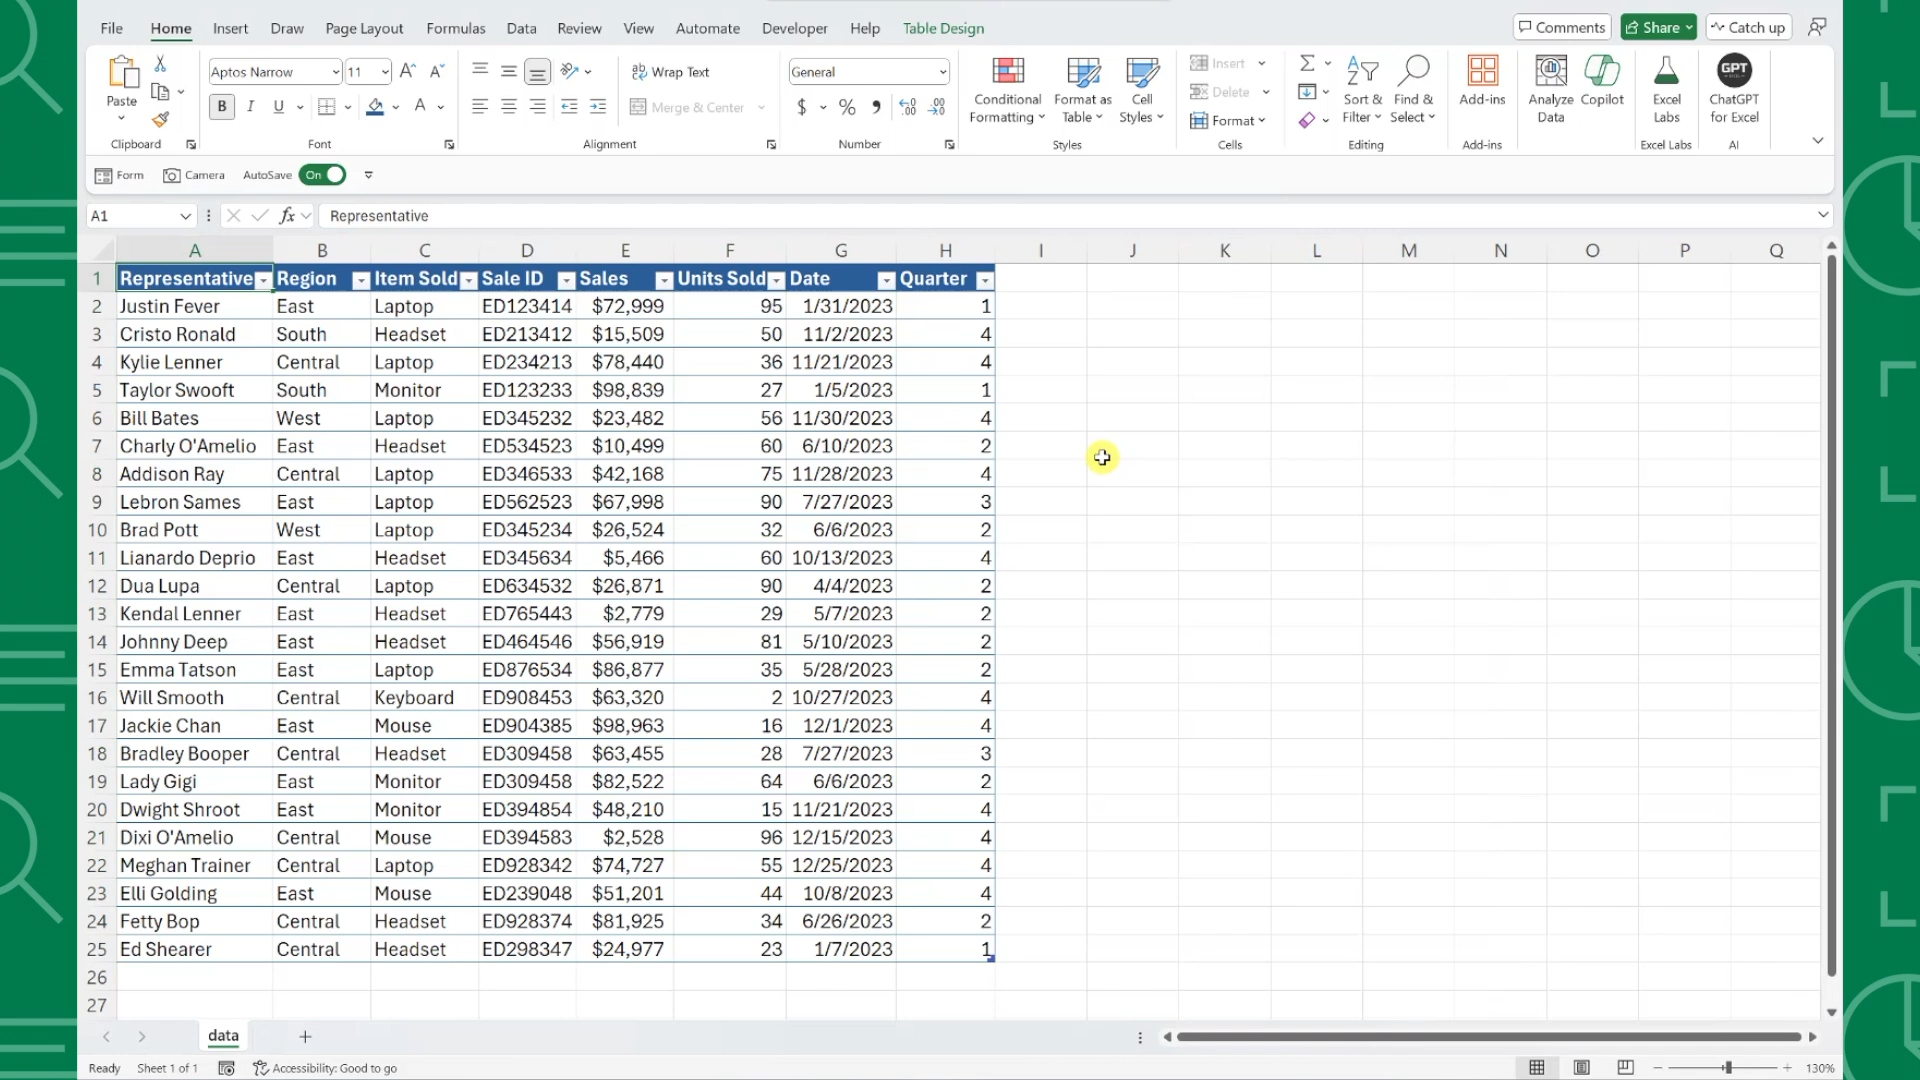 File Home Insert Draw Page Layout Formulas Data Review View Automate Developer Help Table Design Comments Share Catch up
Paste
Clipboard
Aptos Narrow 11
B I U A
Font
Wrap Text
Merge & Center
Alignment
General
$ % ,
Number
Conditional Formatting
Format as Table
Cell Styles
Styles
Insert
Delete
Format
Cells
Sort & Filter
Find & Select
Editing
Add-ins
Add-ins
Analyze Data
Copilot
Excel Labs
Excel Labs
GPT
ChatGPT for Excel
AI
Form Camera AutoSave On
A1 fx Representative
A B C D E F G H I J K L M N O P Q
1 Representative Region Item Sold Sale ID Sales Units Sold Date Quarter
2 Justin Fever East Laptop ED123414 $72,999 95 1/31/2023 1
3 Cristo Ronald South Headset ED213412 $15,509 50 11/2/2023 4
4 Kylie Lenner Central Laptop ED234213 $78,440 36 11/21/2023 4
5 Taylor Swooft South Monitor ED123233 $98,839 27 1/5/2023 1
6 Bill Bates West Laptop ED345232 $23,482 56 11/30/2023 4
7 Charly O'Amelio East Headset ED534523 $10,499 60 6/10/2023 2
8 Addison Ray Central Laptop ED346533 $42,168 75 11/28/2023 4
9 Lebron Sames East Laptop ED562523 $67,998 90 7/27/2023 3
10 Brad Pott West Laptop ED345234 $26,524 32 6/6/2023 2
11 Lianardo Deprio East Headset ED345634 $5,466 60 10/13/2023 4
12 Dua Lupa Central Laptop ED634532 $26,871 90 4/4/2023 2
13 Kendal Lenner East Headset ED765443 $2,779 29 5/7/2023 2
14 Johnny Deep East Headset ED464546 $56,919 81 5/10/2023 2
15 Emma Tatson East Laptop ED876534 $86,877 35 5/28/2023 2
16 Will Smooth Central Keyboard ED908453 $63,320 2 10/27/2023 4
17 Jackie Chan East Mouse ED904385 $98,963 16 12/1/2023 4
18 Bradley Booper Central Headset ED309458 $63,455 28 7/27/2023 3
19 Lady Gigi East Monitor ED309458 $82,522 64 6/6/2023 2
20 Dwight Shroot East Monitor ED394854 $48,210 15 11/21/2023 4
21 Dixi O'Amelio Central Mouse ED394583 $2,528 96 12/15/2023 4
22 Meghan Trainer Central Laptop ED928342 $74,727 55 12/25/2023 4
23 Elli Golding East Mouse ED239048 $51,201 44 10/8/2023 4
24 Fetty Bop Central Headset ED928374 $81,925 34 6/26/2023 2
25 Ed Shearer Central Headset ED298347 $24,977 23 1/7/2023 1
26
27
data
Ready Sheet 1 of 1 Accessibility: Good to go 130%